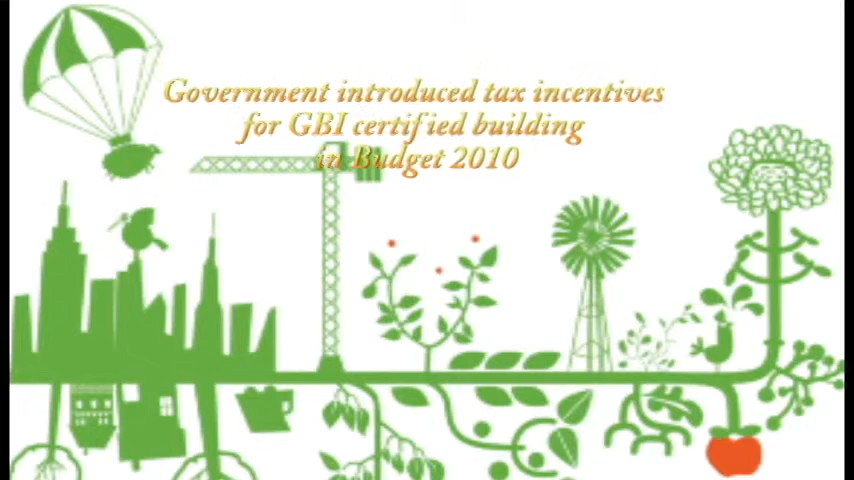 Government introduced tax incentives
for GBI certified building
in Budget 2010